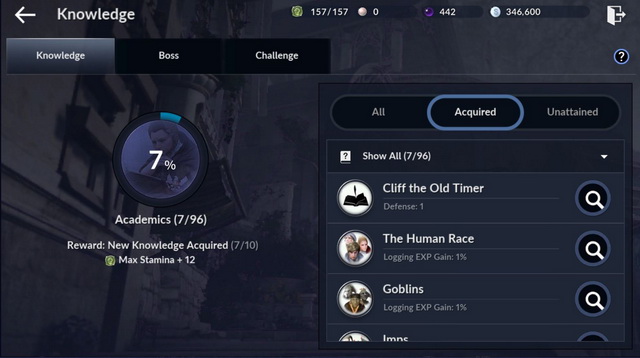 Knowledge
157/157
0
442
346,600
Knowledge
Boss
Challenge
?
All
Acquired
Unattained
7%
? Show All (7/96)
Cliff the Old Timer
Defense: 1
Academics (7/96)
Reward: New Knowledge Acquired (7/10)
Max Stamina + 12
The Human Race
Logging EXP Gain: 1%
Goblins
Logging EXP Gain: 1%
Imps